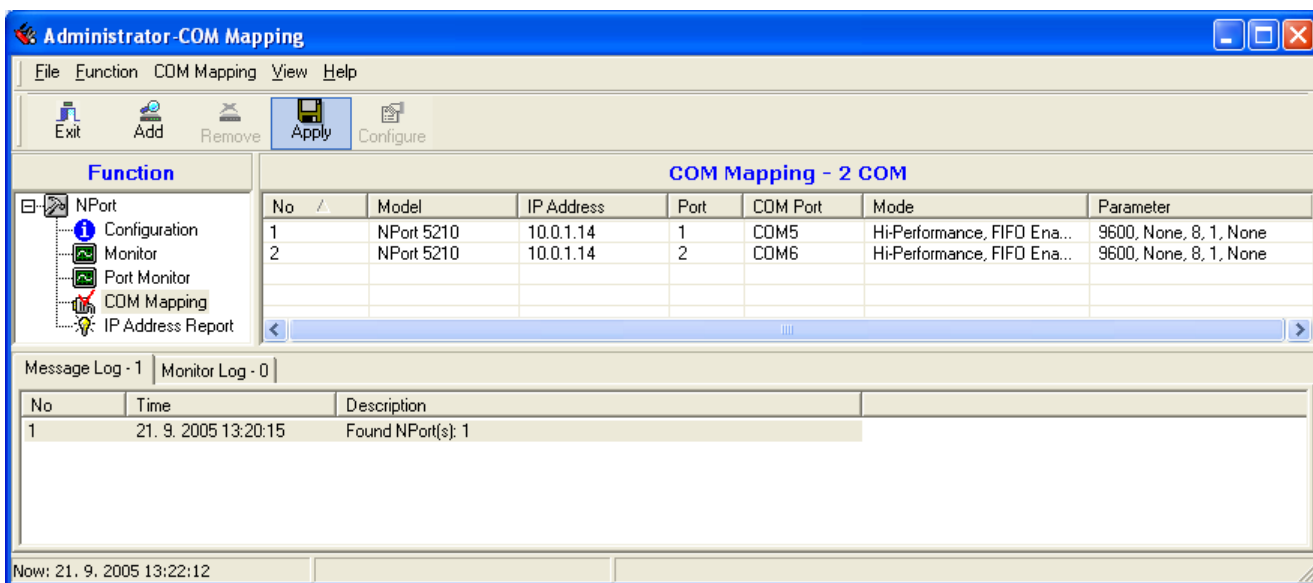 Administrator-COM Mapping
File Function COM Mapping View Help
Exit Add Remove Apply Configure
Function
COM Mapping - 2 COM
NPort
Configuration
Monitor
Port Monitor
COM Mapping
IP Address Report
No Model IP Address Port COM Port Mode Parameter
1 NPort 5210 10.0.1.14 1 COM5 Hi-Performance, FIFO Ena... 9600, None, 8, 1, None
2 NPort 5210 10.0.1.14 2 COM6 Hi-Performance, FIFO Ena... 9600, None, 8, 1, None
Message Log - 1 Monitor Log - 0
No Time Description
1 21. 9. 2005 13:20:15 Found NPort(s): 1
Now: 21. 9. 2005 13:22:12